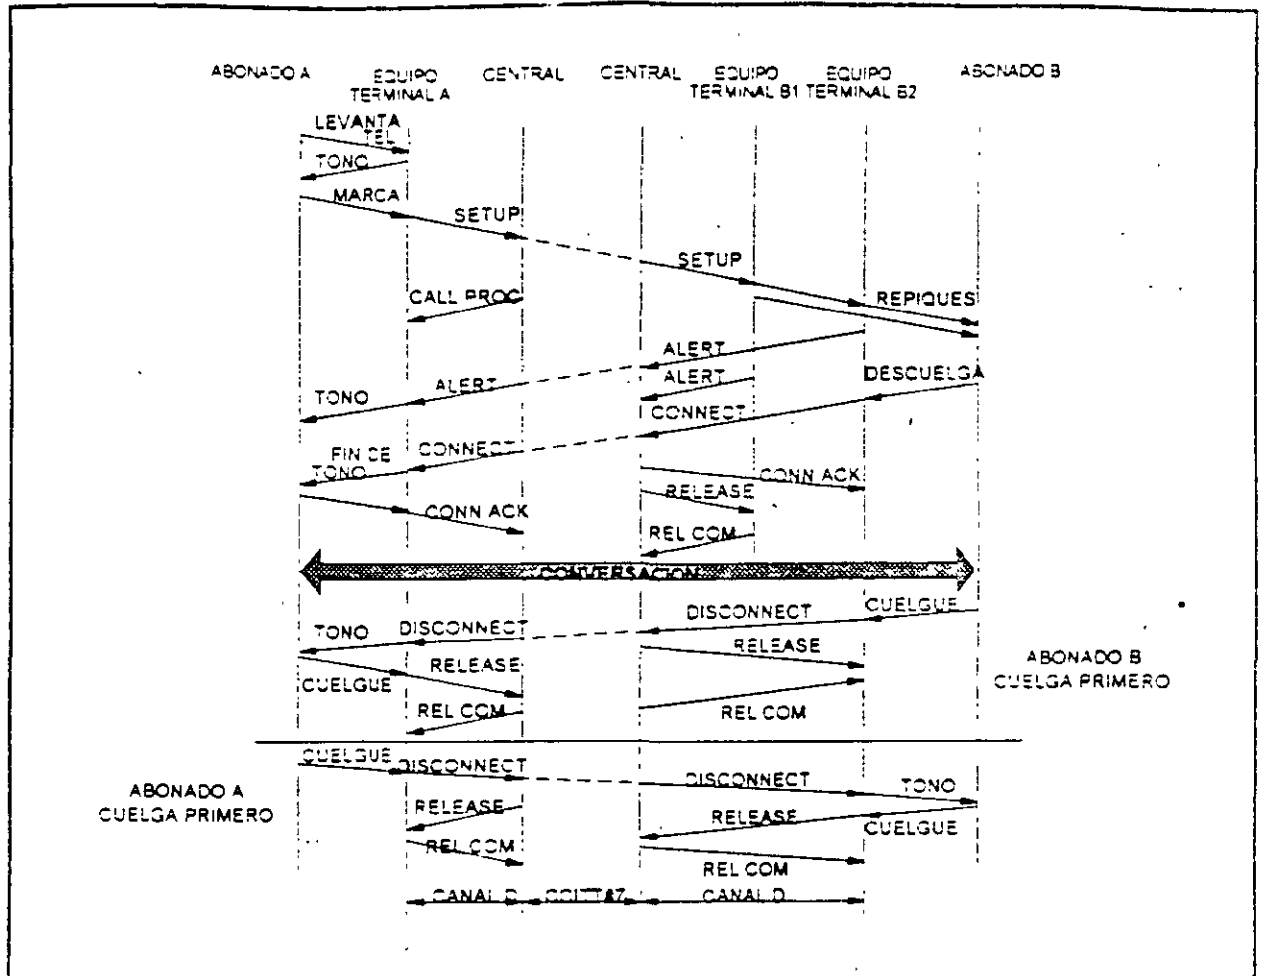 ABONADO A
EQUIPO
TERMINAL A
CENTRAL
CENTRAL
EQUIPO
TERMINAL B1
EQUIPO
TERMINAL B2
ABONADO B
LEVANTA
TEL
TONO
MARCA
SETUP
SETUP
CALL PROC
REPIQUES
ALERT
ALERT
DESCUELGA
TONO
ALERT
CONNECT
FIN DE
TONO
CONNECT
CONN ACK
RELEASE
CONN ACK
REL COM
CONVERSACION
CUELGUE
DISCONNECT
TONO
DISCONNECT
RELEASE
RELEASE
ABONADO B
CUELGA PRIMERO
CUELGUE
REL COM
REL COM
CUELGUE
DISCONNECT
DISCONNECT
TONO
ABONADO A
CUELGA PRIMERO
RELEASE
RELEASE
CUELGUE
REL COM
REL COM
CANAL D
CCITT#7
CANAL D